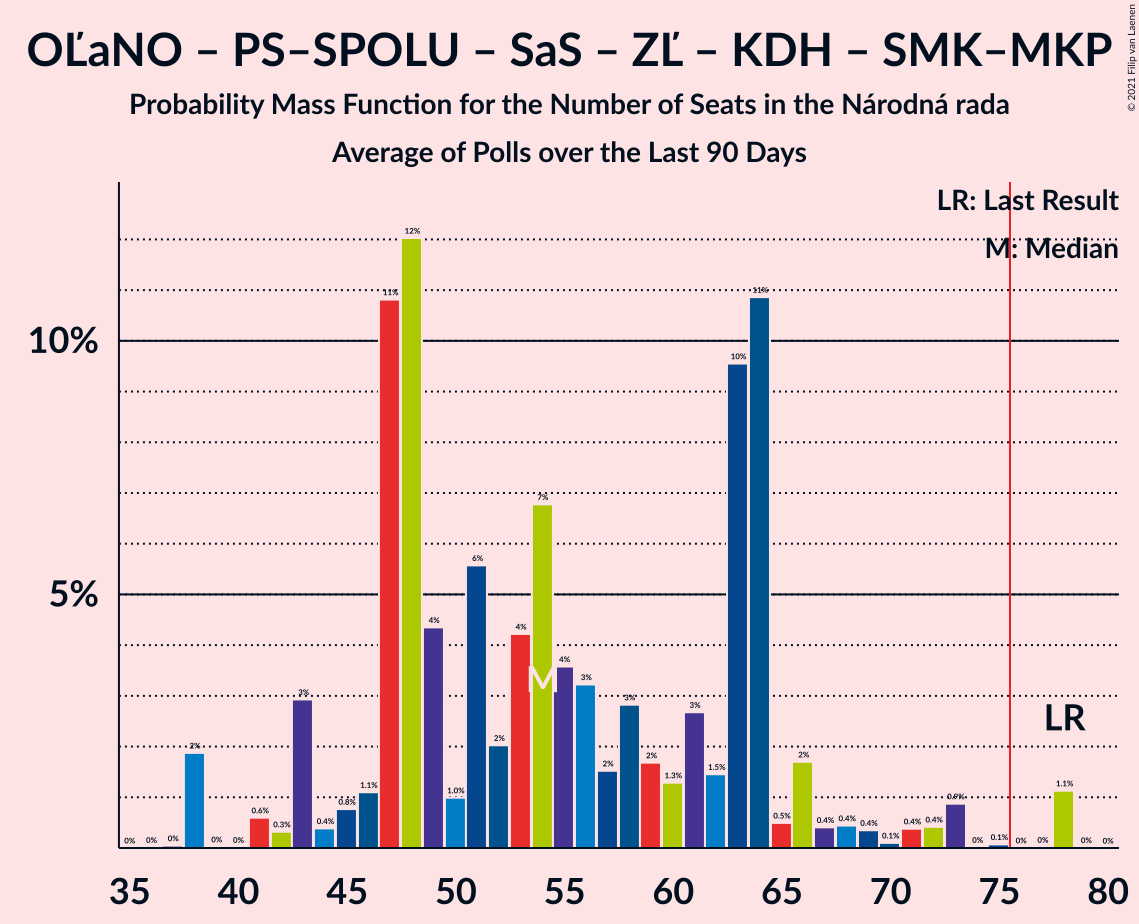 OĽaNO – PS–SPOLU – SaS – ZĽ – KDH – SMK–MKP
Probability Mass Function for the Number of Seats in the Národná rada
Average of Polls over the Last 90 Days
© 2021 Filip van Laenen
LR: Last Result
M: Median
10%
5%
0% 0% 0% 2% 0% 0% 0.6% 0.3% 3% 0.4% 0.8% 1.1% 11% 12% 4% 1.0% 6% 2% 4% 7% 4% 3% 2% 3% 2% 1.3% 3% 1.5% 10% 11% 0.5% 2% 0.4% 0.4% 0.4% 0.1% 0.4% 0.4% 0.9% 0% 0.1% 0% 0% 1.1% 0% 0%
M
LR
35 40 45 50 55 60 65 70 75 80